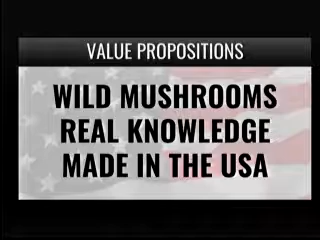 VALUE PROPOSITIONS
WILD MUSHROOMS
REAL KNOWLEDGE
MADE IN THE USA